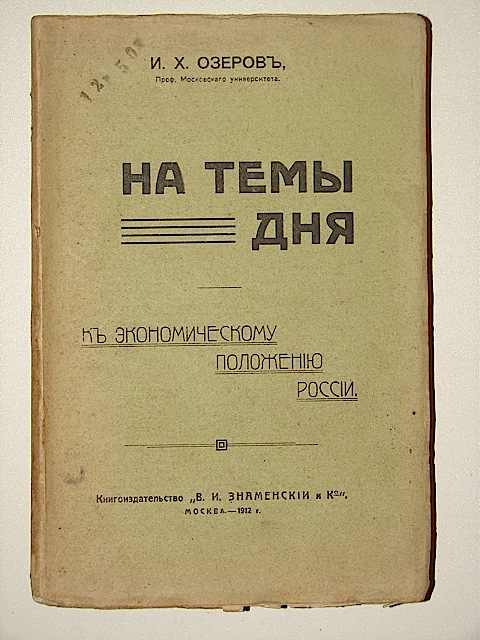 И. Х. ОЗЕРОВЪ,
Проф. Московскаго университета.
НА ТЕМЫ
ДНЯ
КЪ ЭКОНОМИЧЕСКОМУ
ПОЛОЖЕНІЮ
РОССІИ.
Книгоиздательство „В. И. ЗНАМЕНСКІЙ и К°“.
МОСКВА.—1912 г.